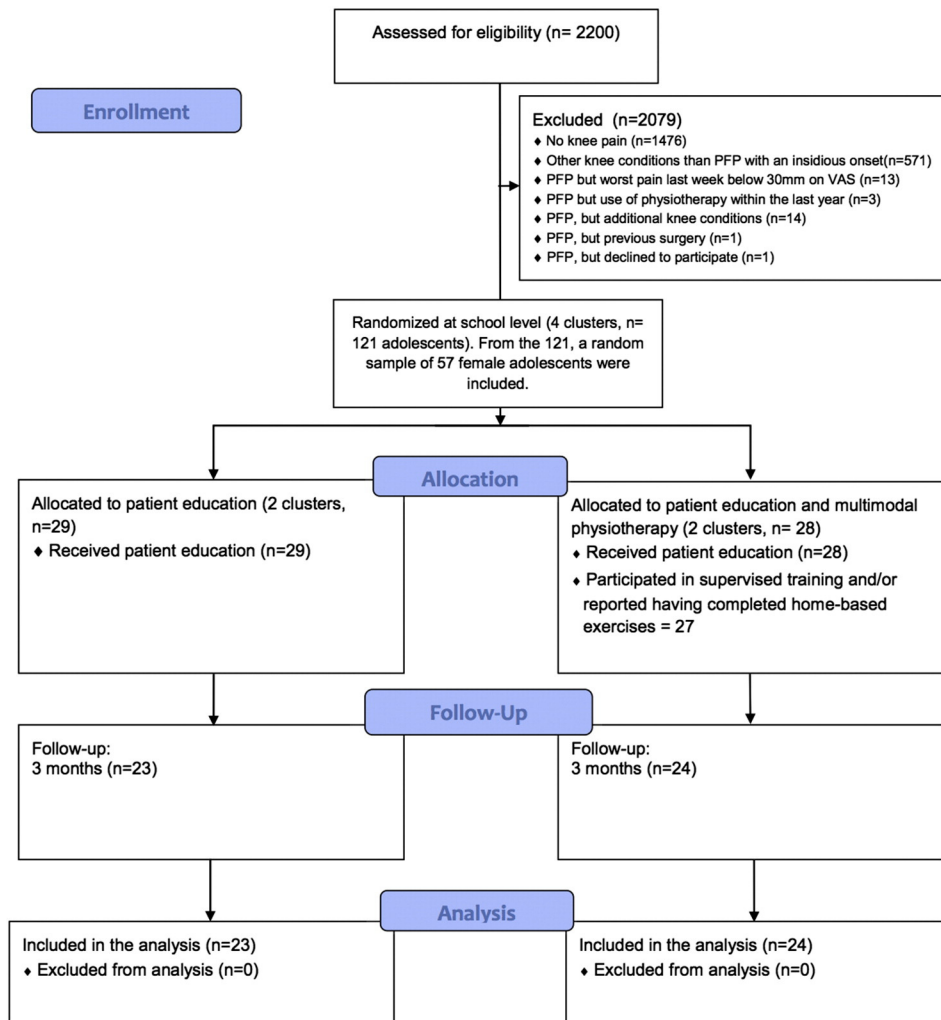 Assessed for eligibility (n= 2200)
Enrollment
Excluded (n=2079)
♦ No knee pain (n=1476)
♦ Other knee conditions than PFP with an insidious onset(n=571)
♦ PFP but worst pain last week below 30mm on VAS (n=13)
♦ PFP but use of physiotherapy within the last year (n=3)
♦ PFP, but additional knee conditions (n=14)
♦ PFP, but previous surgery (n=1)
♦ PFP, but declined to participate (n=1)
Randomized at school level (4 clusters, n=
121 adolescents). From the 121, a random
sample of 57 female adolescents were
included.
Allocation
Allocated to patient education (2 clusters,
n=29)
♦ Received patient education (n=29)
Allocated to patient education and multimodal
physiotherapy (2 clusters, n= 28)
♦ Received patient education (n=28)
♦ Participated in supervised training and/or
reported having completed home-based
exercises = 27
Follow-Up
Follow-up:
3 months (n=23)
Follow-up:
3 months (n=24)
Analysis
Included in the analysis (n=23)
♦ Excluded from analysis (n=0)
Included in the analysis (n=24)
♦ Excluded from analysis (n=0)